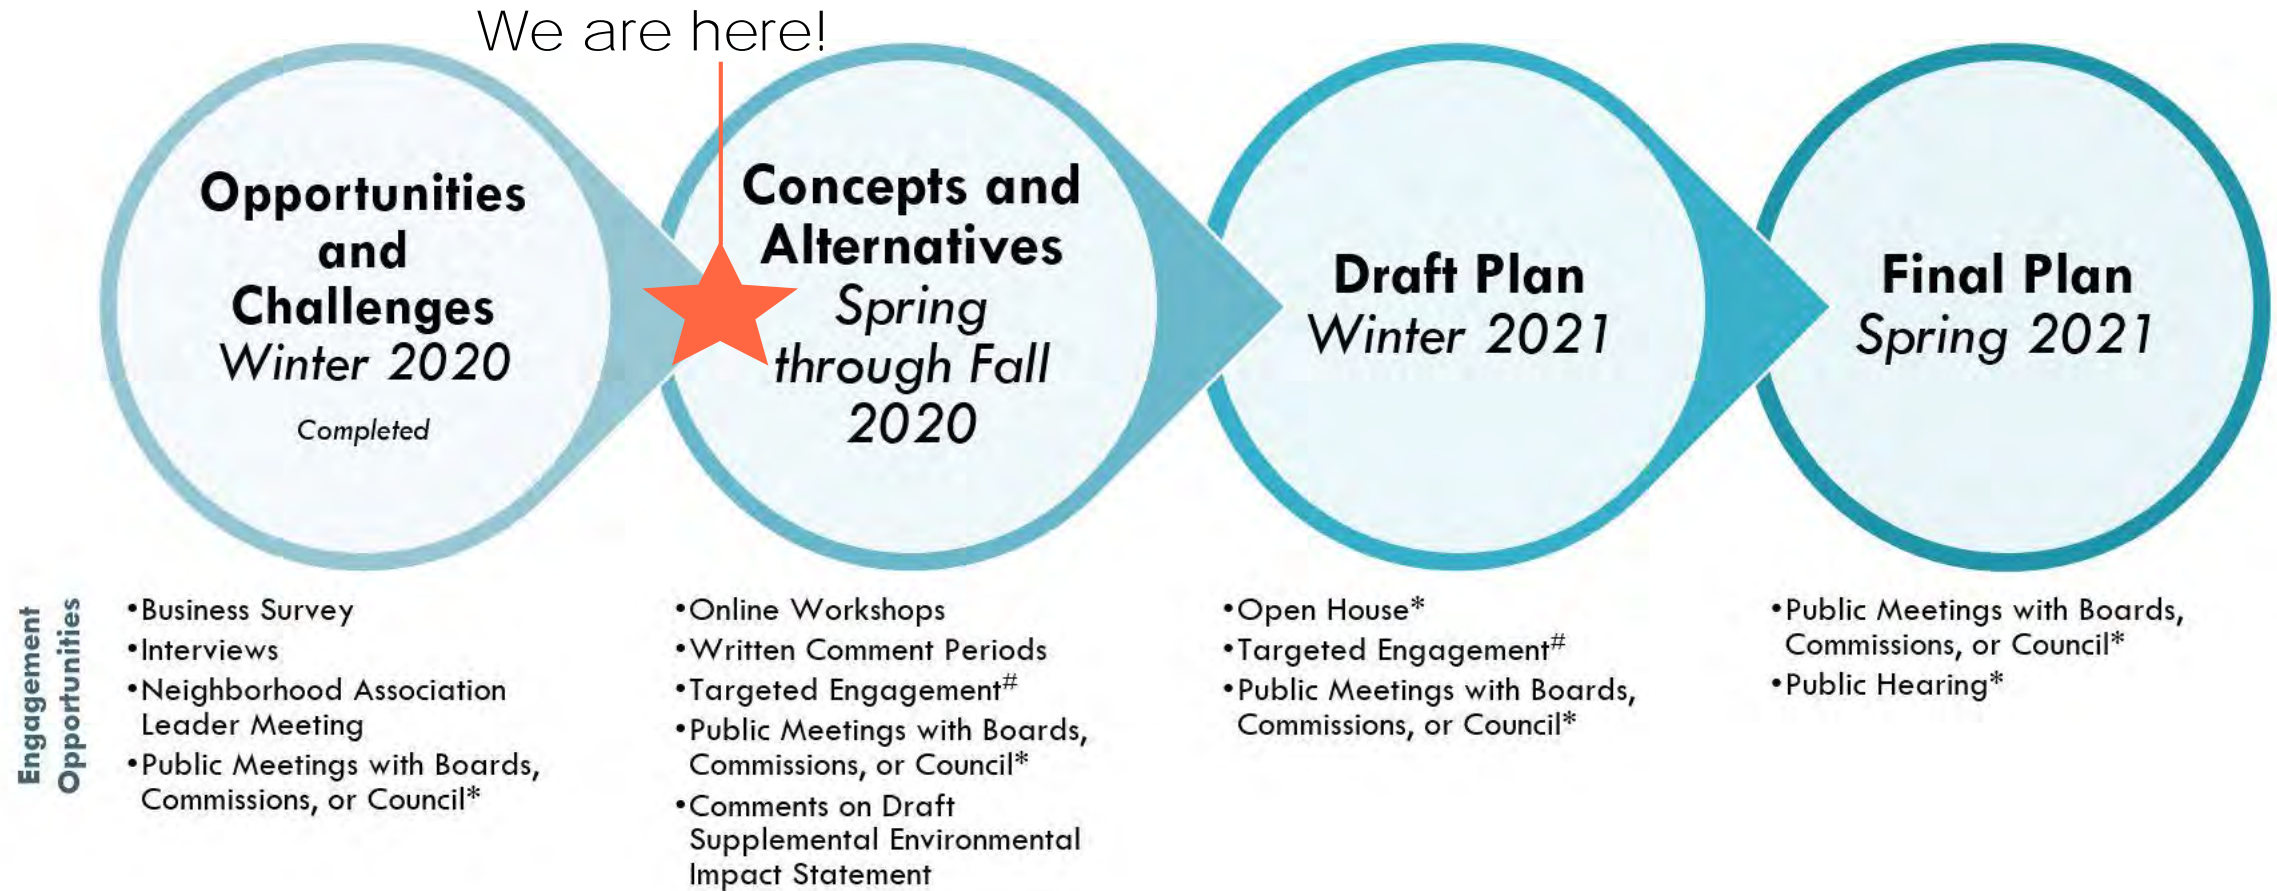 We are here!
Opportunities
and
Challenges
Winter 2020
Completed
Concepts and
Alternatives
Spring
through Fall
2020
Draft Plan
Winter 2021
Final Plan
Spring 2021
Engagement
Opportunities
•Business Survey
•Interviews
•Neighborhood Association
Leader Meeting
•Public Meetings with Boards,
Commissions, or Council*
•Online Workshops
•Written Comment Periods
•Targeted Engagement#
•Public Meetings with Boards,
Commissions, or Council*
•Comments on Draft
Supplemental Environmental
Impact Statement
•Open House*
•Targeted Engagement#
•Public Meetings with Boards,
Commissions, or Council*
•Public Meetings with Boards,
Commissions, or Council*
•Public Hearing*